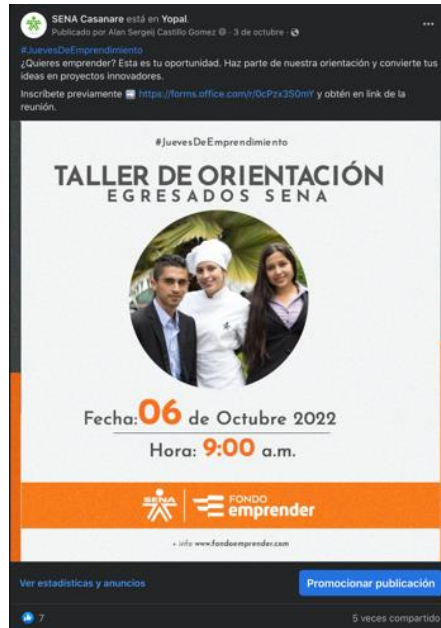 SENA Casanare está en Yopal.
Publicado por Alan Sergeij Castillo Gomez · 3 de octubre ·
#JuevesDeEmprendimiento
¿Quieres emprender? Esta es tu oportunidad. Haz parte de nuestra orientación y convierte tus
ideas en proyectos innovadores.
Inscríbete previamente ➡️ https://forms.office.com/r/0cPzx3S0mY y obtén en link de la
reunión.
#JuevesDeEmprendimiento
TALLER DE ORIENTACIÓN
EGRESADOS SENA
Fecha: 06 de Octubre 2022
Hora: 9:00 a.m.
SENA FONDO
emprender
+ info www.fondoemprender.com
Ver estadísticas y anuncios
Promocionar publicación
7
5 veces compartido